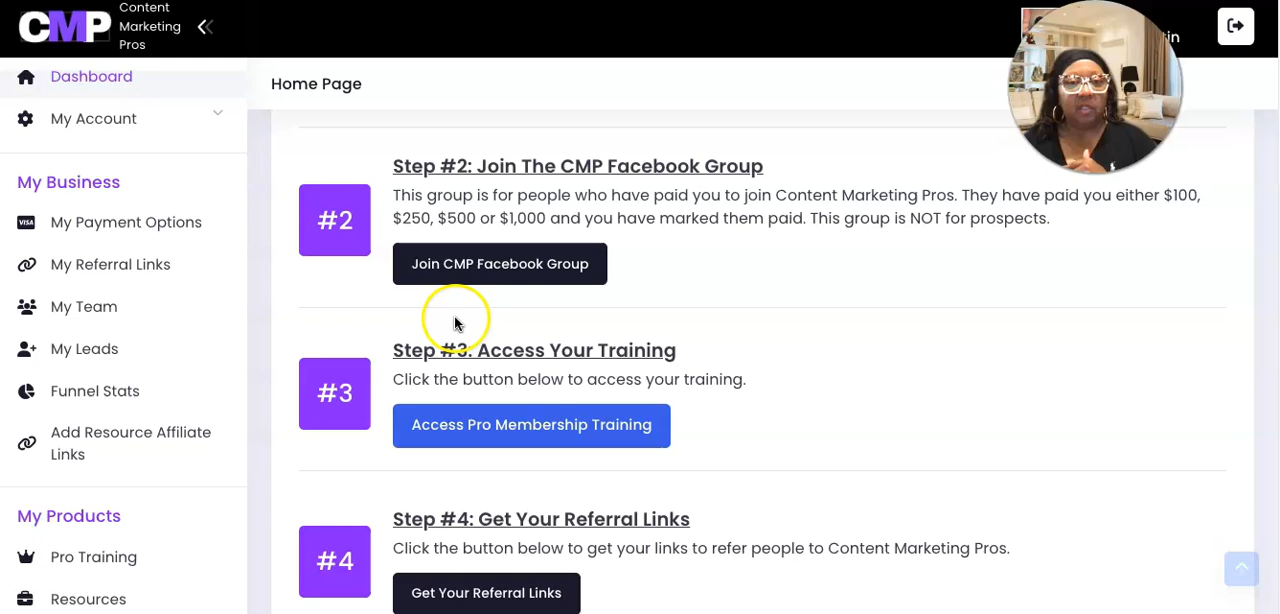 CMP
Content
Marketing
Pros
in
Dashboard
Home Page
My Account
My Business
My Payment Options
My Referral Links
My Team
My Leads
Funnel Stats
Add Resource Affiliate
Links
My Products
Pro Training
Resources
Step #2: Join The CMP Facebook Group
#2
This group is for people who have paid you to join Content Marketing Pros. They have paid you either $100,
$250, $500 or $1,000 and you have marked them paid. This group is NOT for prospects.
Join CMP Facebook Group
Step #3: Access Your Training
#3
Click the button below to access your training.
Access Pro Membership Training
Step #4: Get Your Referral Links
#4
Click the button below to get your links to refer people to Content Marketing Pros.
Get Your Referral Links